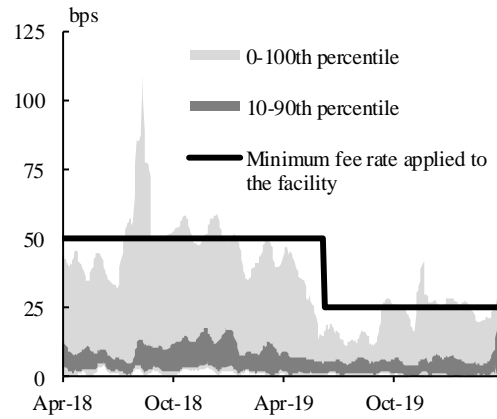 bps
125
100
75
50
25
0
0-100th percentile
10-90th percentile
Minimum fee rate applied to
the facility
Apr-18 Oct-18 Apr-19 Oct-19